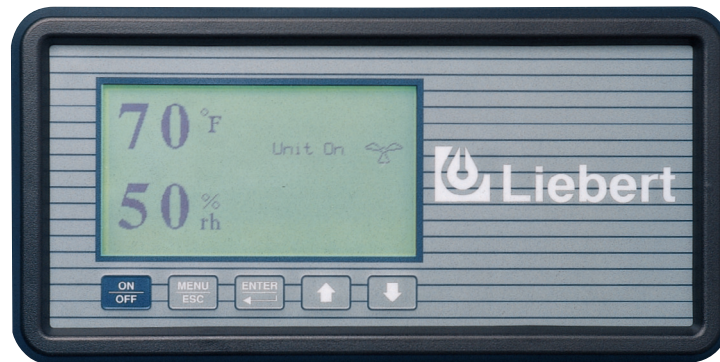 70 °F
Unit On
50 % rh
Liebert
ON OFF
MENU ESC
ENTER